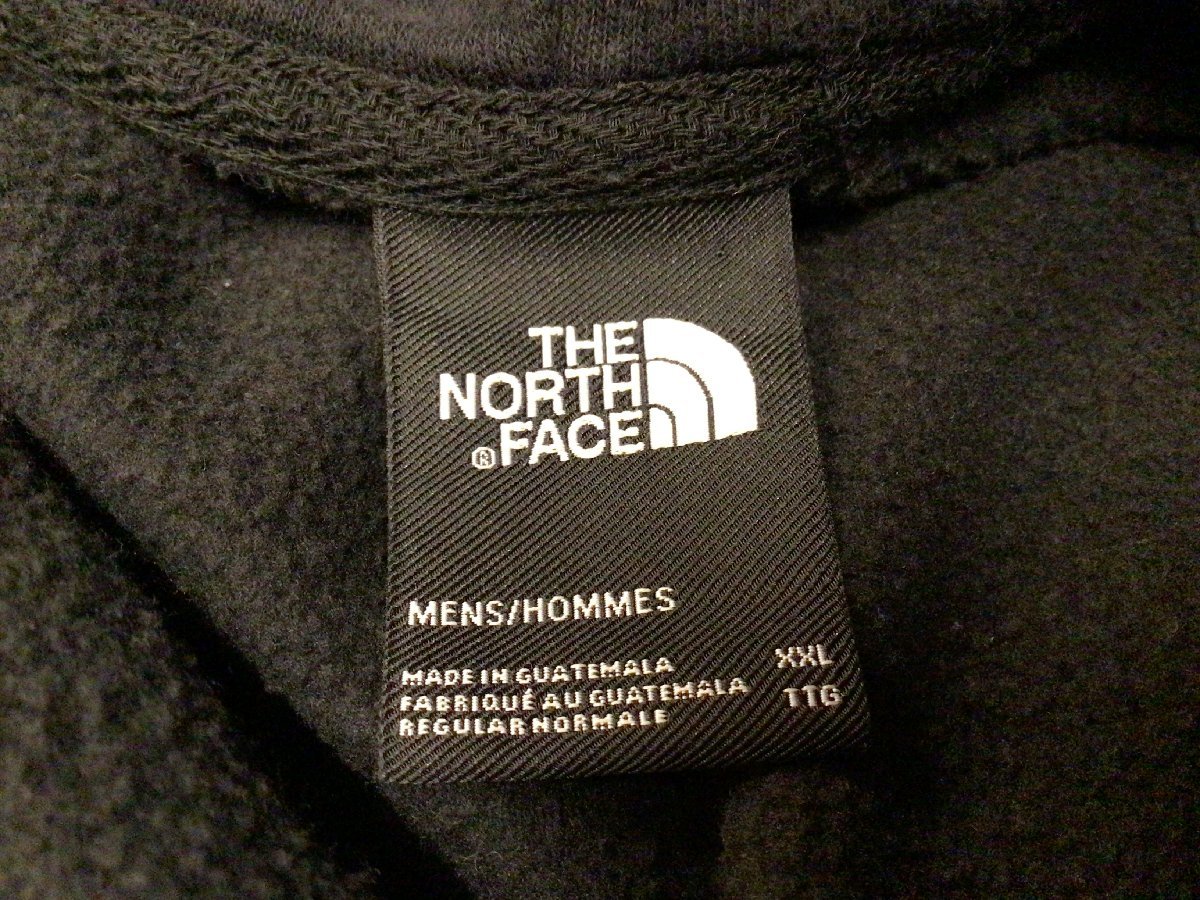 THE
NORTH
® FACE
MENS/HOMMES
MADE IN GUATEMALA XXL
FABRIQUÉ AU GUATEMALA TTG
REGULAR NORMALE